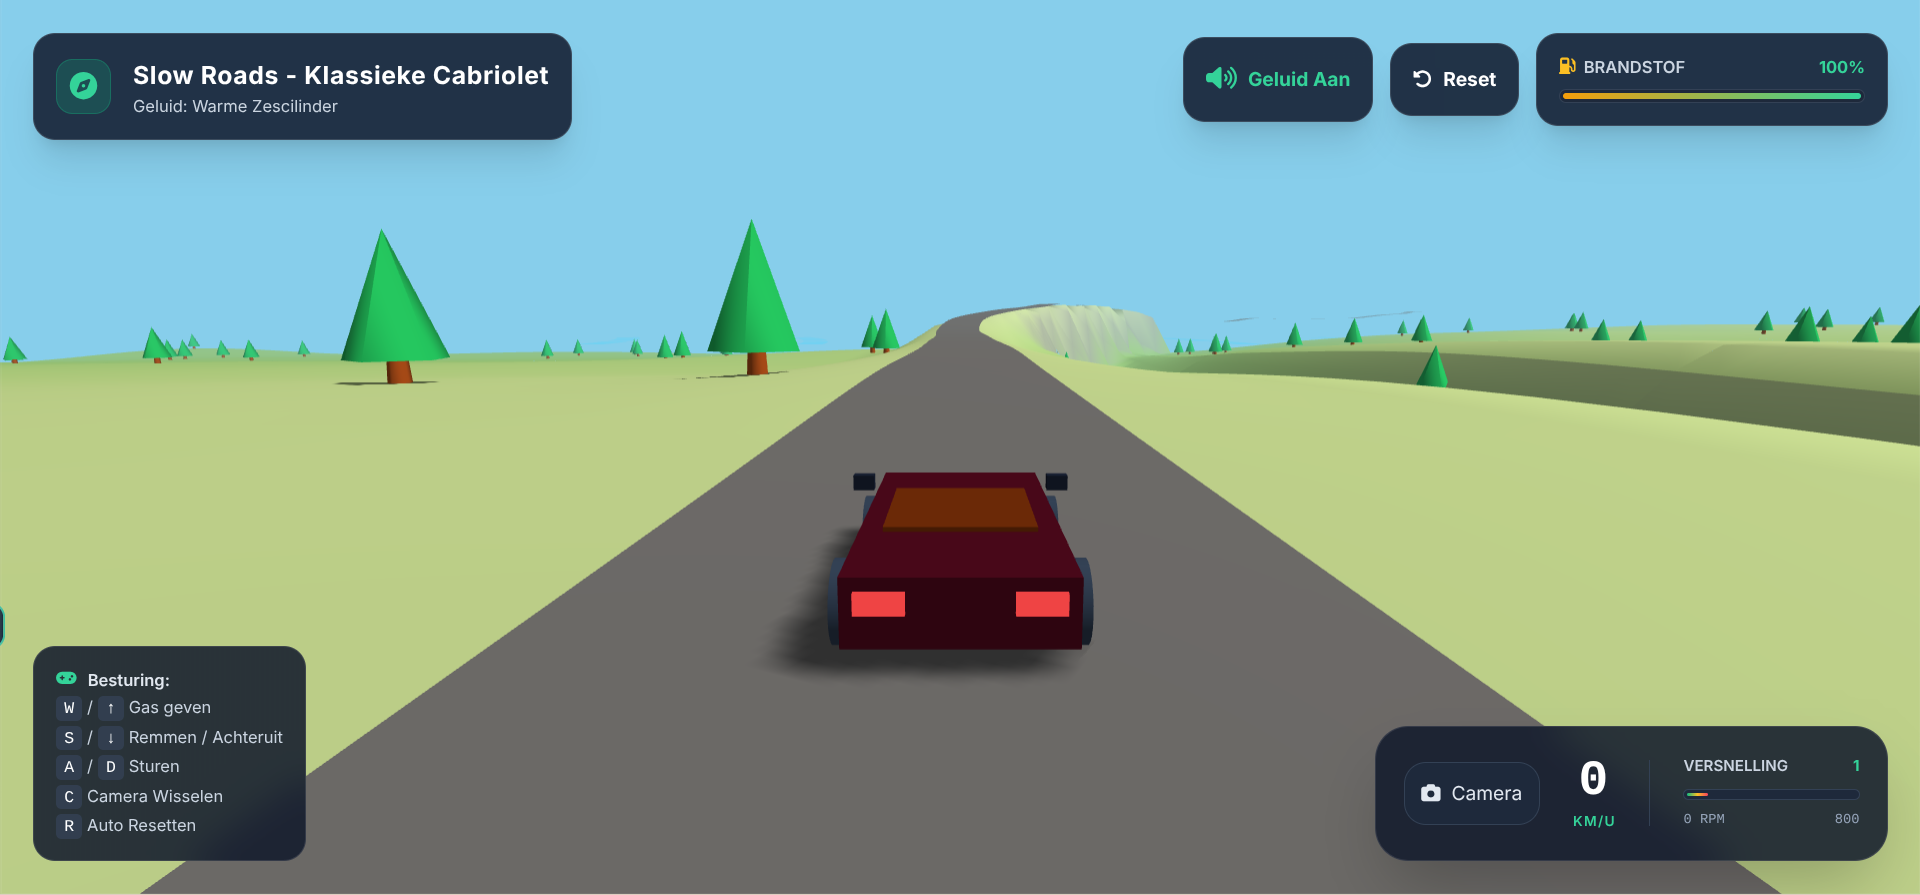 Slow Roads - Klassieke Cabriolet
Geluid: Warme Zescilinder
Geluid Aan
Reset
BRANDSTOF 100%
Besturing:
W / ↑ Gas geven
S / ↓ Remmen / Achteruit
A / D Sturen
C Camera Wisselen
R Auto Resetten
Camera
0
KM/U
VERSNELLING 1
0 RPM 800